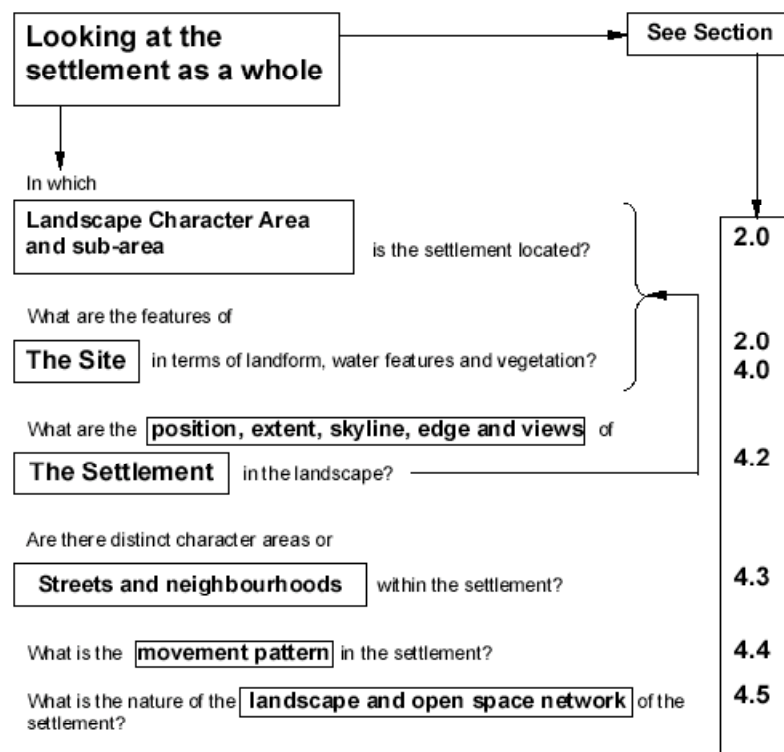 Looking at the
settlement as a whole
See Section
In which
Landscape Character Area
and sub-area
is the settlement located?
2.0
What are the features of
The Site in terms of landform, water features and vegetation?
2.0
4.0
What are the position, extent, skyline, edge and views of
The Settlement in the landscape?
4.2
Are there distinct character areas or
Streets and neighbourhoods within the settlement?
4.3
What is the movement pattern in the settlement?
4.4
What is the nature of the landscape and open space network of the
settlement?
4.5